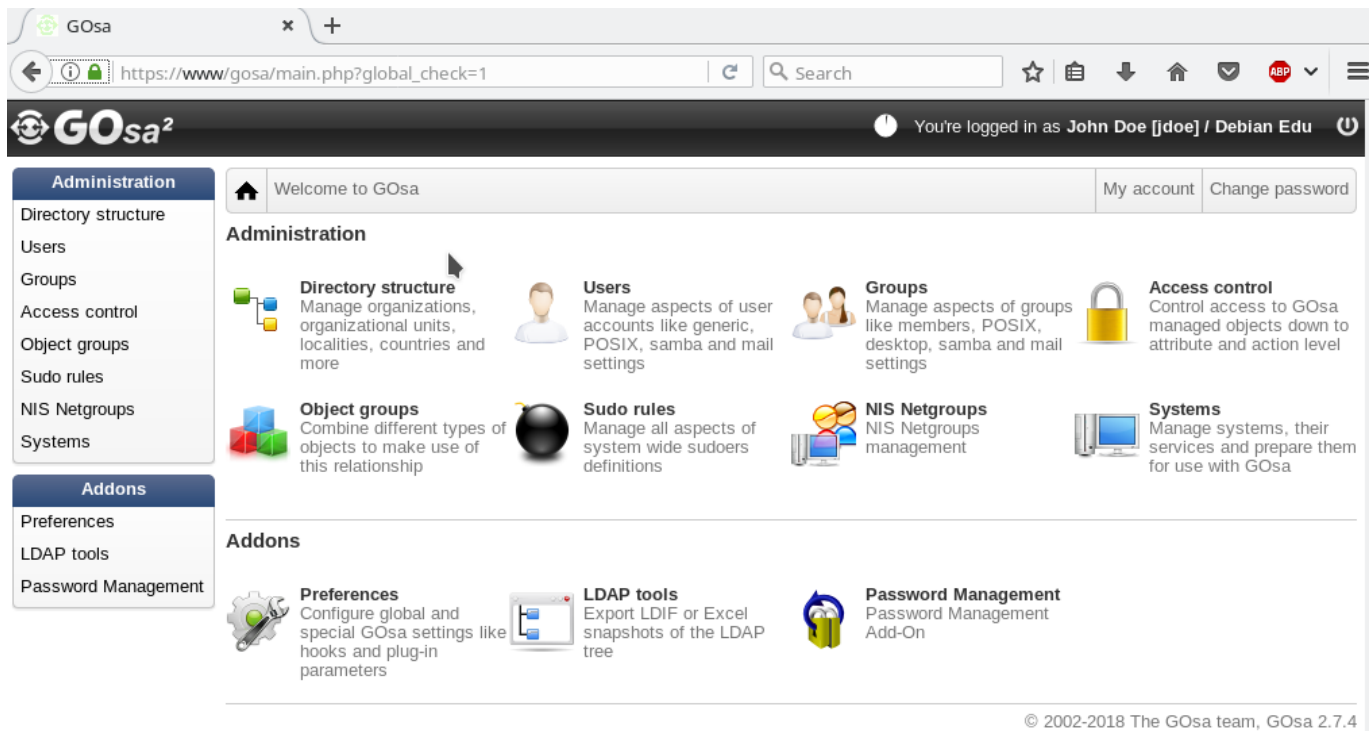 GOsa
https://www/gosa/main.php?global_check=1
Search
ABP
GOsa²
You're logged in as John Doe [jdoe] / Debian Edu
Administration
Directory structure
Users
Groups
Access control
Object groups
Sudo rules
NIS Netgroups
Systems
Addons
Preferences
LDAP tools
Password Management
Welcome to GOsa
My account
Change password
Administration
Directory structure
Manage organizations,
organizational units,
localities, countries and
more
Users
Manage aspects of user
accounts like generic,
POSIX, samba and mail
settings
Groups
Manage aspects of groups
like members, POSIX,
desktop, samba and mail
settings
Access control
Control access to GOsa
managed objects down to
attribute and action level
Object groups
Combine different types of
objects to make use of
this relationship
Sudo rules
Manage all aspects of
system wide sudoers
definitions
NIS Netgroups
NIS Netgroups
management
Systems
Manage systems, their
services and prepare them
for use with GOsa
Addons
Preferences
Configure global and
special GOsa settings like
hooks and plug-in
parameters
LDAP tools
Export LDIF or Excel
snapshots of the LDAP
tree
Password Management
Password Management
Add-On
© 2002-2018 The GOsa team, GOsa 2.7.4